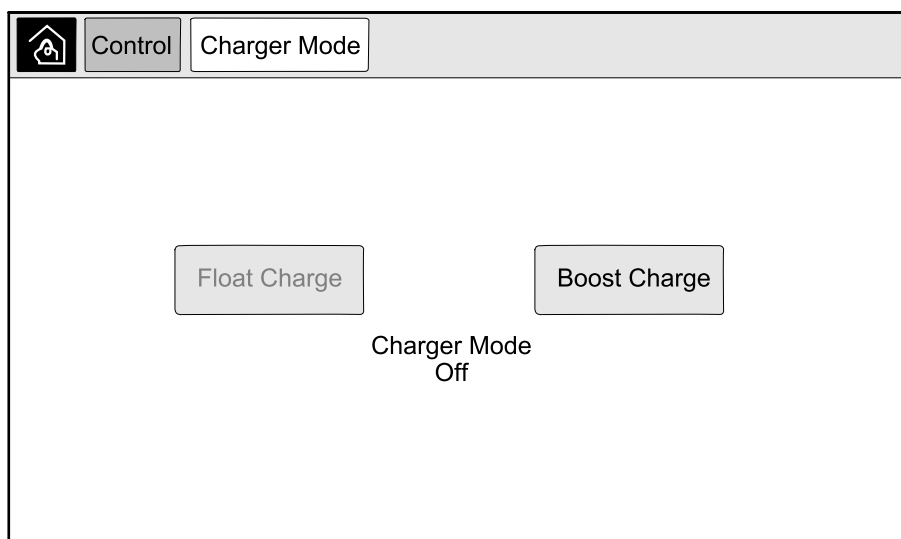 Control Charger Mode
Float Charge Boost Charge
Charger Mode
Off